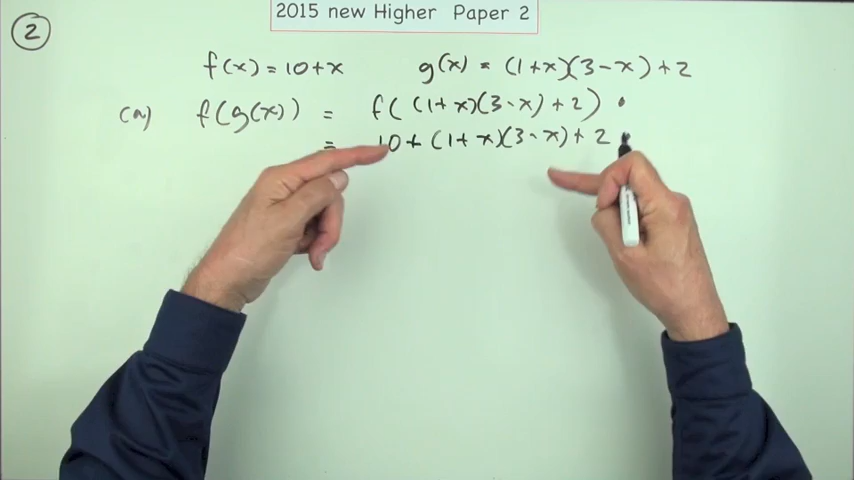 2015 new Higher Paper 2
2
f(x) = 10+x g(x) = (1+x)(3-x)+2
(a) f(g(x)) = f((1+x)(3-x)+2)
= 10+(1+x)(3-x)+2